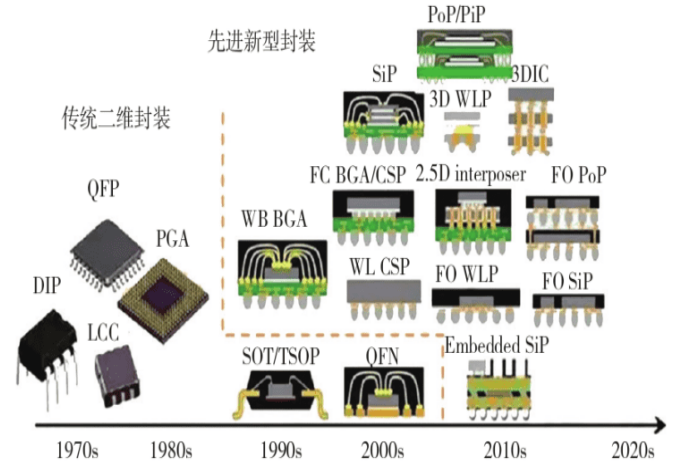 PoP/PiP
先进新型封装
SiP
3DIC
3D WLP
传统二维封装
FC BGA/CSP
2.5D interposer
FO PoP
QFP
WB BGA
PGA
WL CSP
FO WLP
FO SiP
DIP
LCC
SOT/TSOP
QFN
Embedded SiP
1970s
1980s
1990s
2000s
2010s
2020s